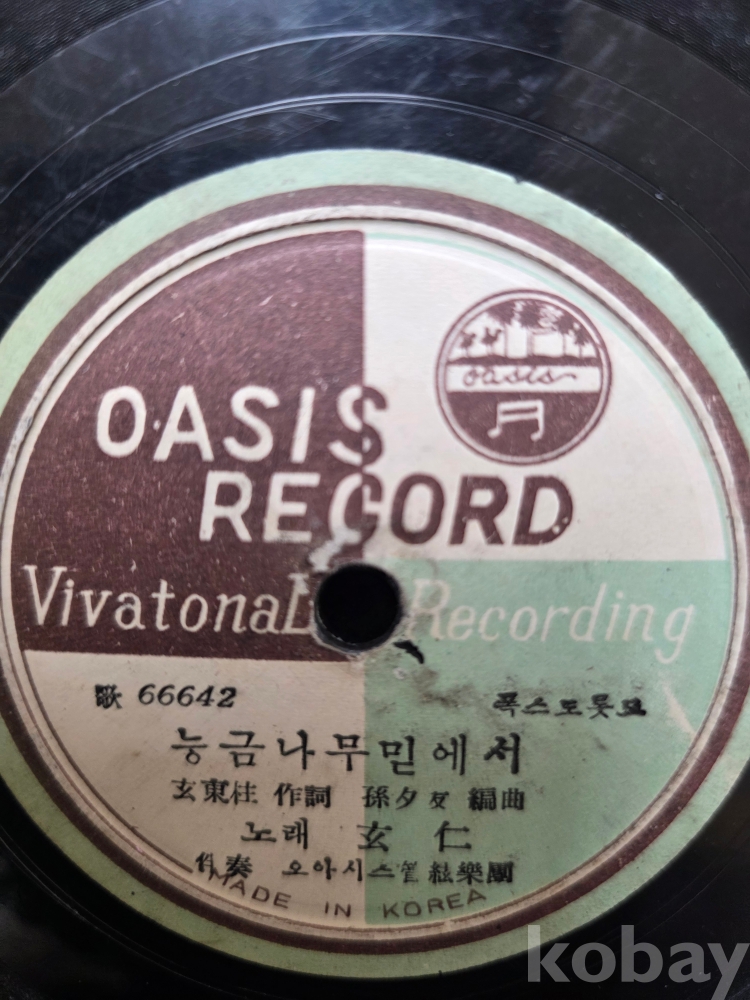 oasis
OASIS
RECORD
Vivatonal Recording
歌 66642
폭스토롯트
능금나무밑에서
玄東柱 作詞 孫夕友 編曲
노래 玄仁
伴奏 오아시스管絃樂團
MADE IN KOREA
kobay